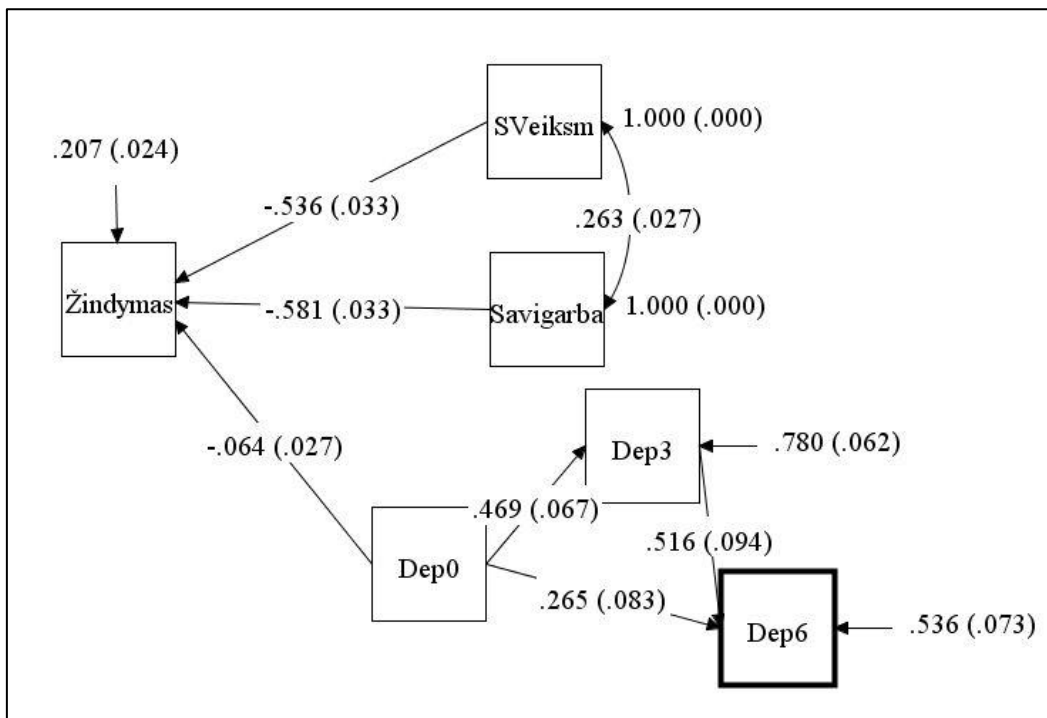 SVeiksm
1.000 (.000)
.207 (.024)
-.536 (.033)
.263 (.027)
Žindymas
-.581 (.033)
Savigarba
1.000 (.000)
-.064 (.027)
Dep3
.780 (.062)
.469 (.067)
Dep0
.516 (.094)
.265 (.083)
Dep6
.536 (.073)